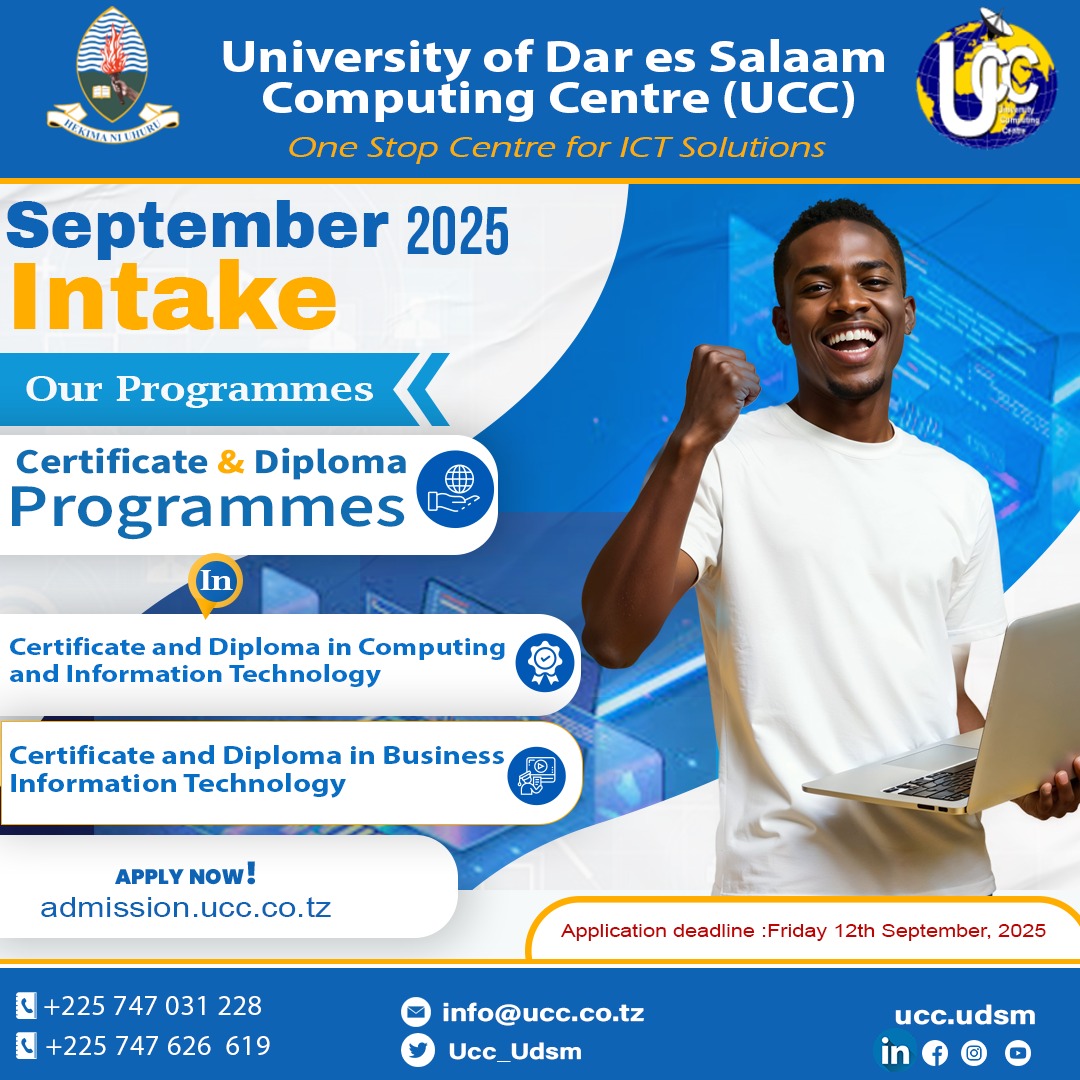 HEKIMA NI UHURU
University of Dar es Salaam
Computing Centre (UCC)
One Stop Centre for ICT Solutions
UCC
University
Computing
Centre
September 2025
Intake
Our Programmes
Certificate & Diploma
Programmes
In
Certificate and Diploma in Computing
and Information Technology
Certificate and Diploma in Business
Information Technology
APPLY NOW!
admission.ucc.co.tz
Application deadline :Friday 12th September, 2025
+225 747 031 228
+225 747 626 619
info@ucc.co.tz
Ucc_Udsm
ucc.udsm
in